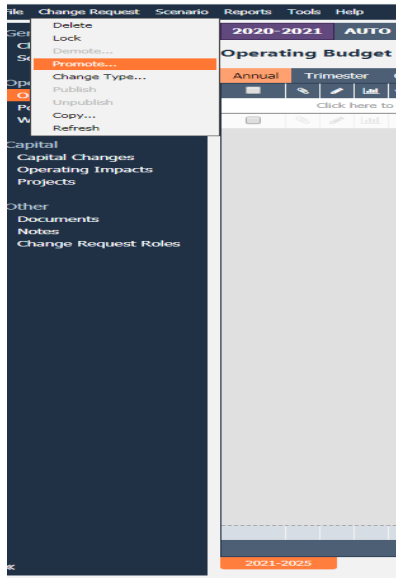 File Change Request Scenario Reports Tools Help
Delete
Lock
Demote...
Promote...
Change Type...
Publish
Unpublish
Copy...
Refresh
2020-2021 AUTO
Operating Budget
Annual Trimester
Click here to
Capital
Capital Changes
Operating Impacts
Projects
Other
Documents
Notes
Change Request Roles
2021-2025